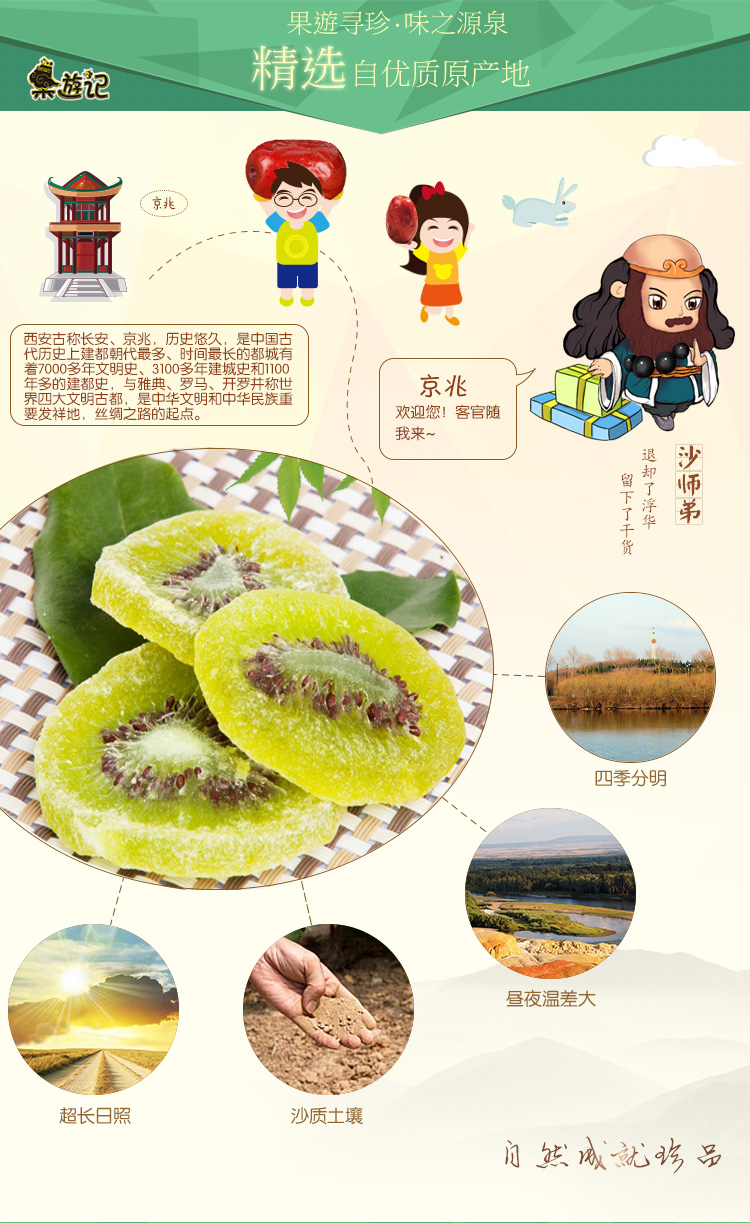 果遊寻珍·味之源泉
精选自优质原产地
果遊记
京兆
西安古称长安、京兆，历史悠久，是中国古
代历史上建都朝代最多、时间最长的都城有
着7000多年文明史、3100多年建城史和1100
年多的建都史，与雅典、罗马、开罗并称世
界四大文明古都，是中华文明和中华民族重
要发祥地，丝绸之路的起点。
京兆
欢迎您！客官随
我来~
沙师弟
退却了浮华
留下了干货
四季分明
昼夜温差大
超长日照
沙质土壤
自然成就珍品